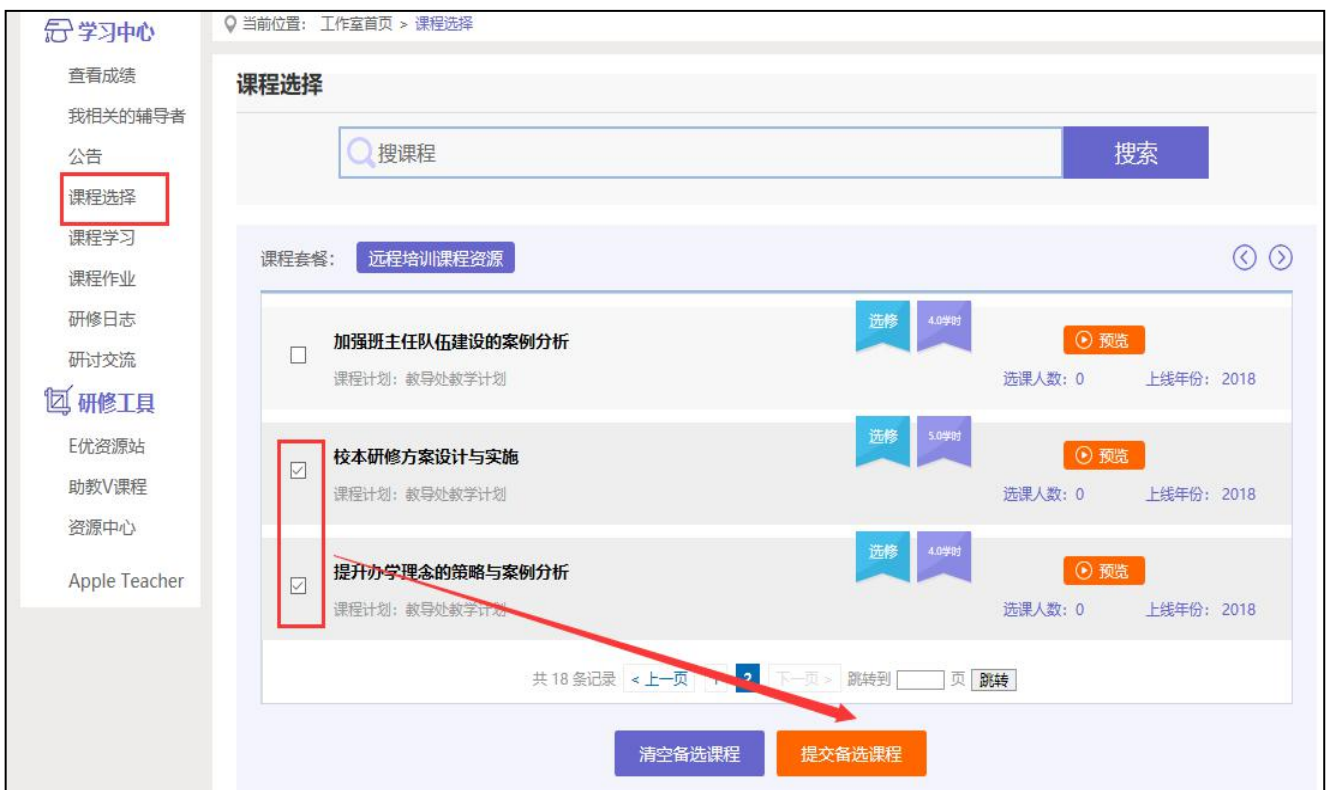 学习中心
查看成绩
我相关的辅导者
公告
课程选择
课程学习
课程作业
研修日志
研讨交流
研修工具
E优资源站
助教V课程
资源中心
Apple Teacher
当前位置： 工作室首页 > 课程选择
课程选择
搜课程 搜索
课程套餐： 远程培训课程资源
加强班主任队伍建设的案例分析 选修 4.0学时 预览
课程计划：教导处教学计划 选课人数：0 上线年份：2018
校本研修方案设计与实施 选修 5.0学时 预览
课程计划：教导处教学计划 选课人数：0 上线年份：2018
提升办学理念的策略与案例分析 选修 4.0学时 预览
课程计划：教导处教学计划 选课人数：0 上线年份：2018
共 18 条记录 < 上一页 1 2 下一页 > 跳转到 页 跳转
清空备选课程 提交备选课程